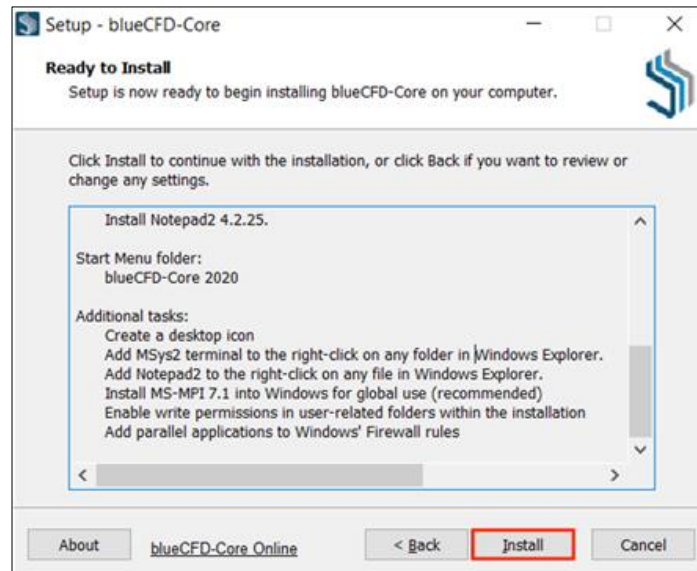 Setup - blueCFD-Core
Ready to Install
Setup is now ready to begin installing blueCFD-Core on your computer.
Click Install to continue with the installation, or click Back if you want to review or
change any settings.
Install Notepad2 4.2.25.
Start Menu folder:
blueCFD-Core 2020
Additional tasks:
Create a desktop icon
Add MSys2 terminal to the right-click on any folder in Windows Explorer.
Add Notepad2 to the right-click on any file in Windows Explorer.
Install MS-MPI 7.1 into Windows for global use (recommended)
Enable write permissions in user-related folders within the installation
Add parallel applications to Windows' Firewall rules
About blueCFD-Core Online < Back Install Cancel